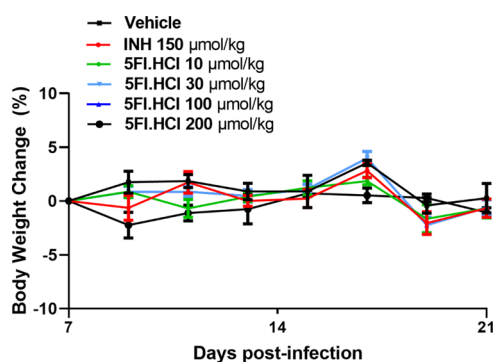 Vehicle
INH 150 μmol/kg
5FI.HCl 10 μmol/kg
5FI.HCl 30 μmol/kg
5FI.HCl 100 μmol/kg
5FI.HCl 200 μmol/kg
Body Weight Change (%)
10
5
0
-5
-10
7
14
21
Days post-infection